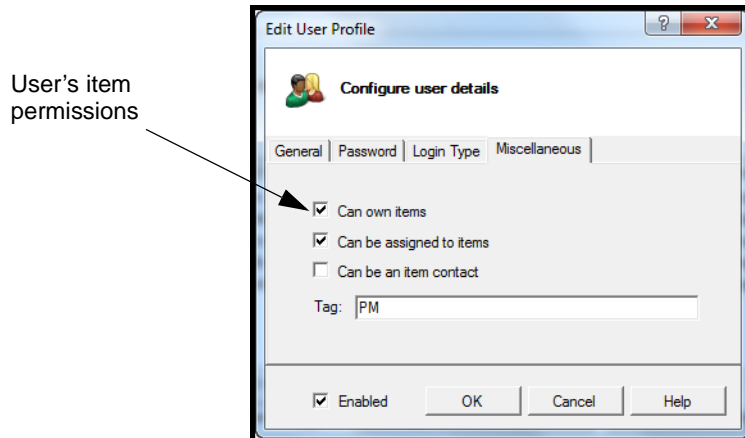 User's item
permissions
Edit User Profile
Configure user details
General Password Login Type Miscellaneous
Can own items
Can be assigned to items
Can be an item contact
Tag: PM
Enabled OK Cancel Help